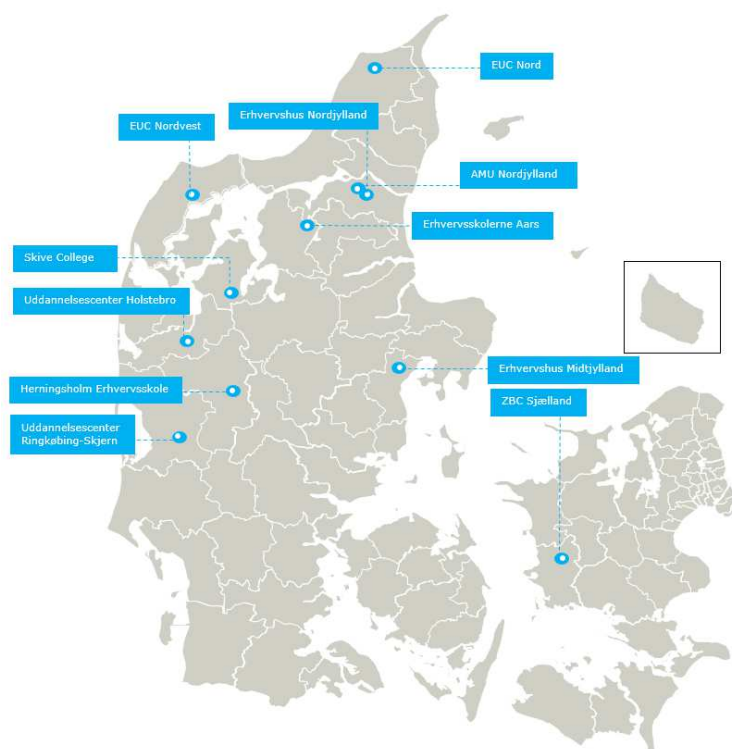 EUC Nord
Erhvervshus Nordjylland
EUC Nordvest
AMU Nordjylland
Erhvervsskolerne Aars
Skive College
Uddannelsescenter Holstebro
Erhvervshus Midtjylland
Herningsholm Erhvervsskole
ZBC Sjælland
Uddannelsescenter
Ringkøbing-Skjern